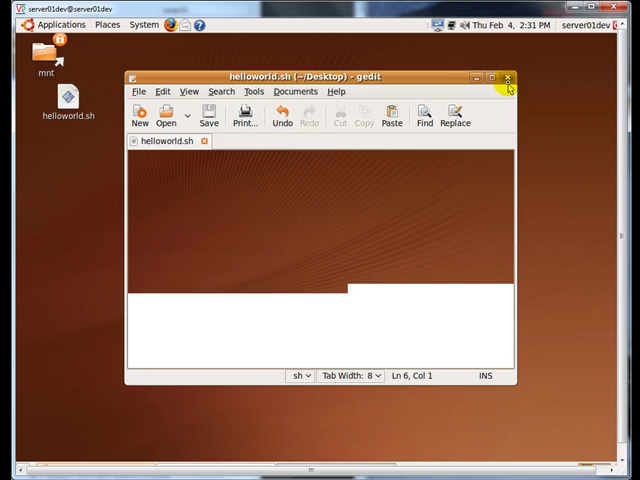 server01dev@server01dev
Applications Places System
Thu Feb 4, 2:31 PM server01dev
mnt
helloworld.sh
helloworld.sh (~/Desktop) - gedit
File Edit View Search Tools Documents Help
New Open Save Print... Undo Redo Cut Copy Paste Find Replace
helloworld.sh
sh Tab Width: 8 Ln 6, Col 1 INS